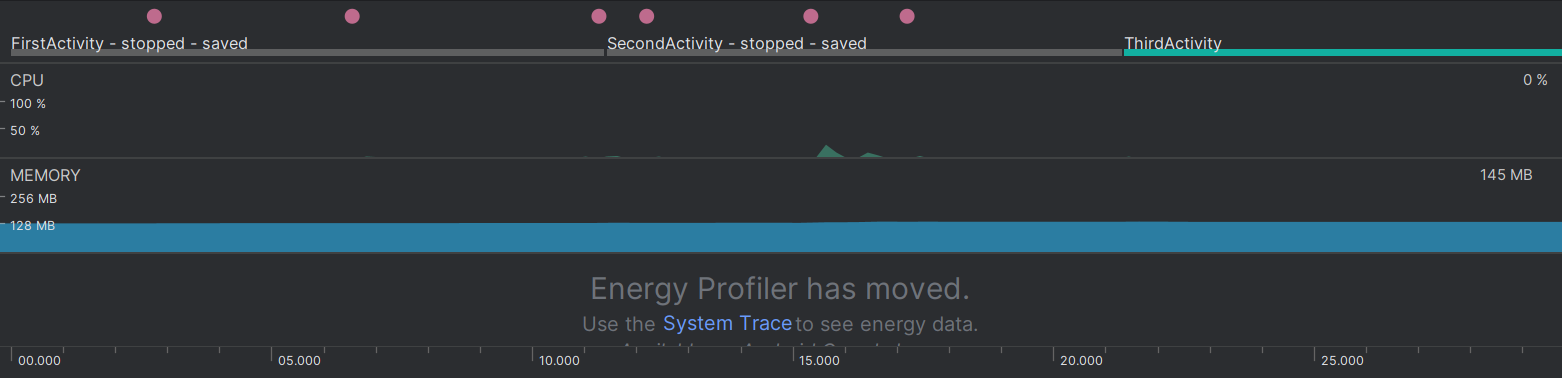 FirstActivity - stopped - saved SecondActivity - stopped - saved ThirdActivity
CPU 0 %
100 %
50 %
MEMORY 145 MB
256 MB
128 MB
Energy Profiler has moved.
Use the System Trace to see energy data.
00.000 05.000 10.000 15.000 20.000 25.000